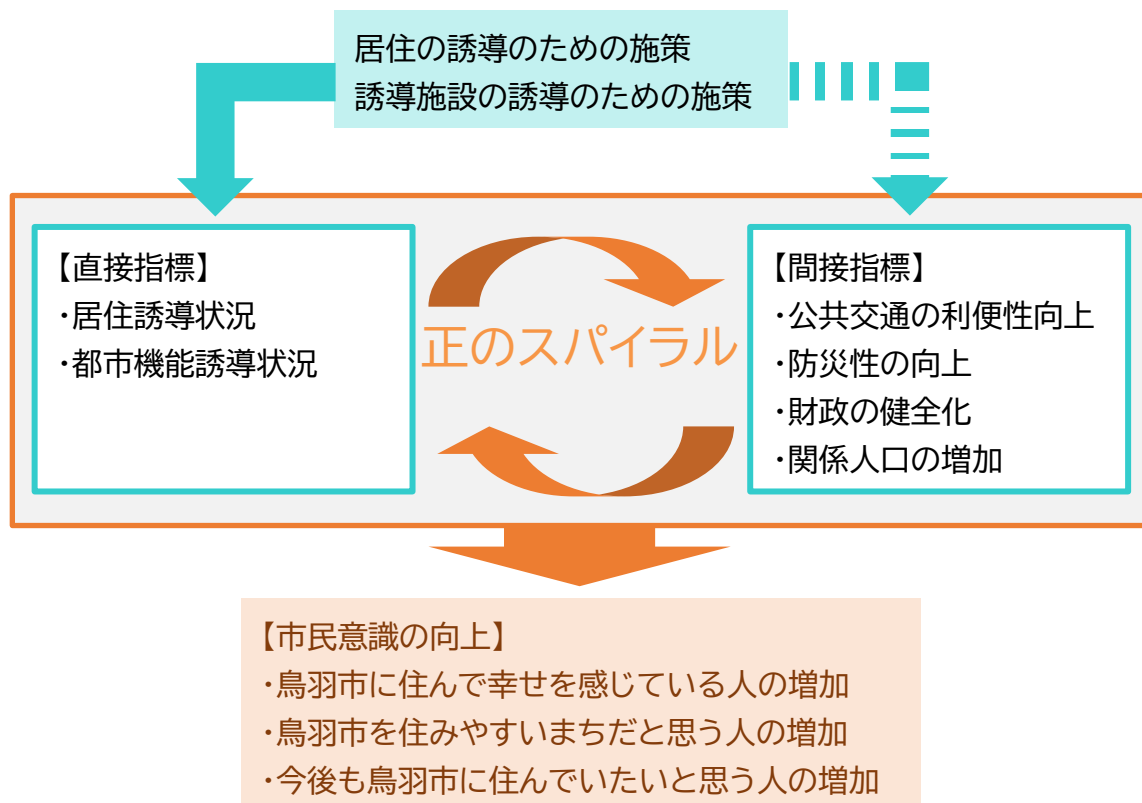 居住の誘導のための施策
誘導施設の誘導のための施策
【直接指標】
・居住誘導状況
・都市機能誘導状況
正のスパイラル
【間接指標】
・公共交通の利便性向上
・防災性の向上
・財政の健全化
・関係人口の増加
【市民意識の向上】
・鳥羽市に住んで幸せを感じている人の増加
・鳥羽市を住みやすいまちだと思う人の増加
・今後も鳥羽市に住んでいたいと思う人の増加